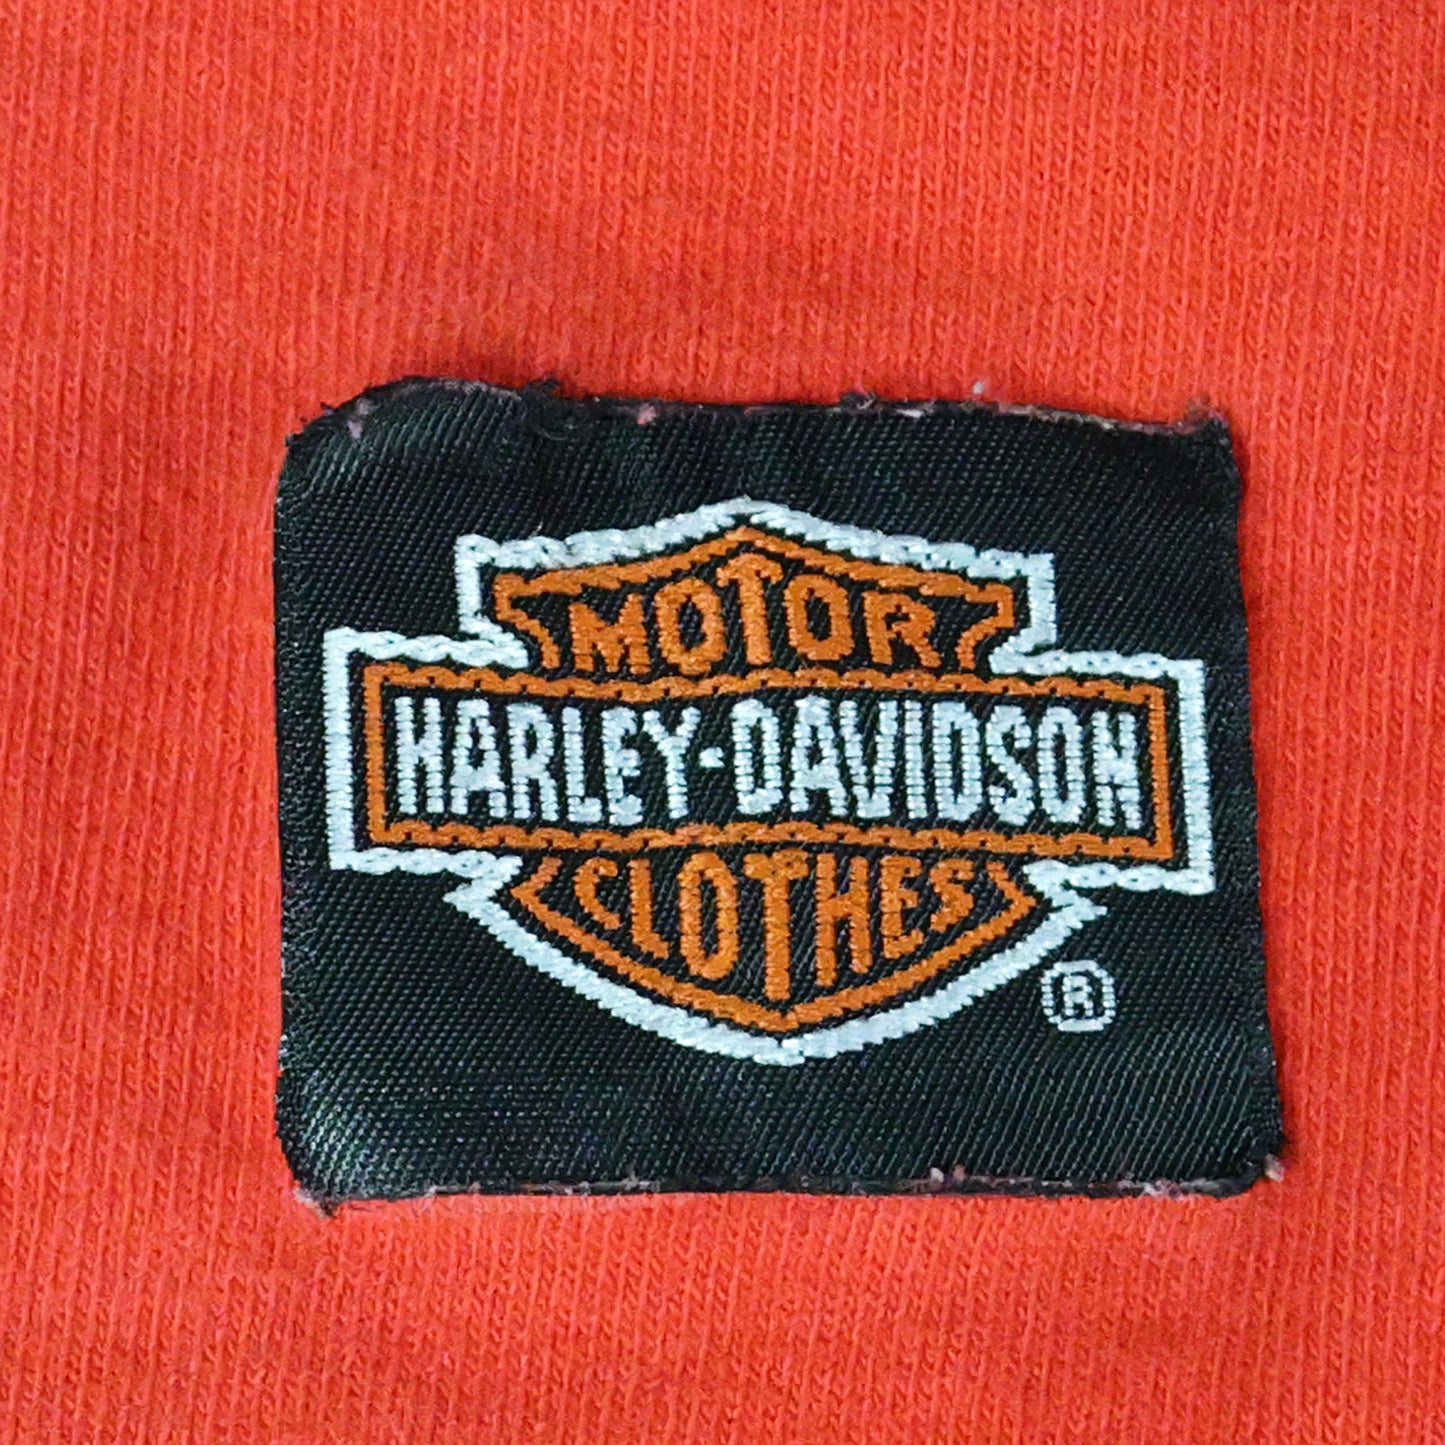 MOTOR
HARLEY-DAVIDSON
CLOTHES
®